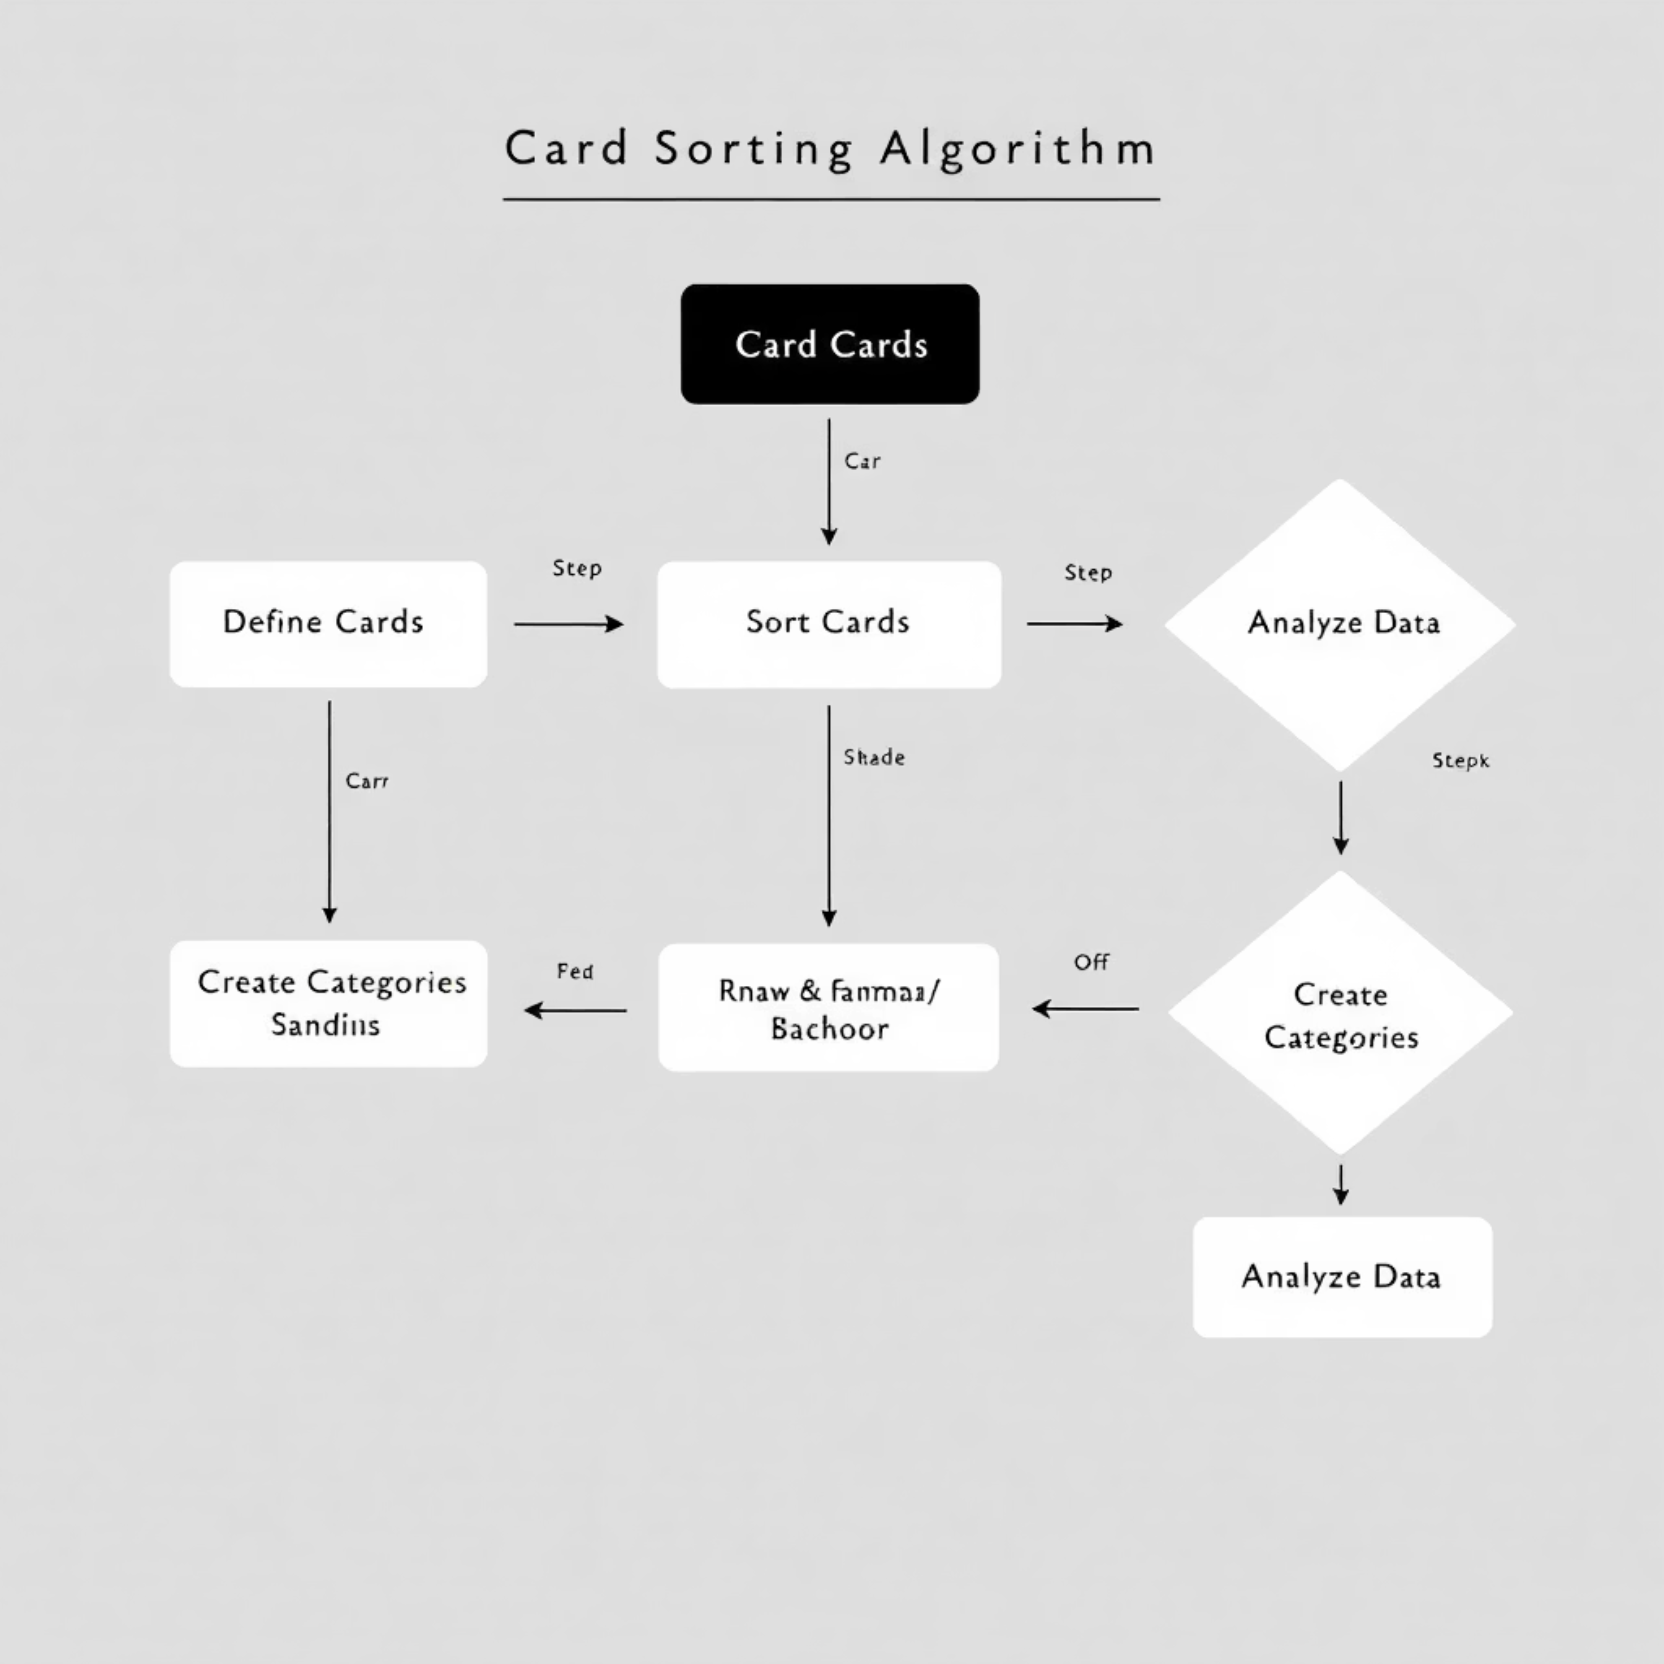 Card Sorting Algorithm
Card Cards
Car
Step
Step
Define Cards
Sort Cards
Analyze Data
Carr
Shade
Stepk
Create Categories
Fed
&
Bachoor
Off
Create
Categories
Analyze Data